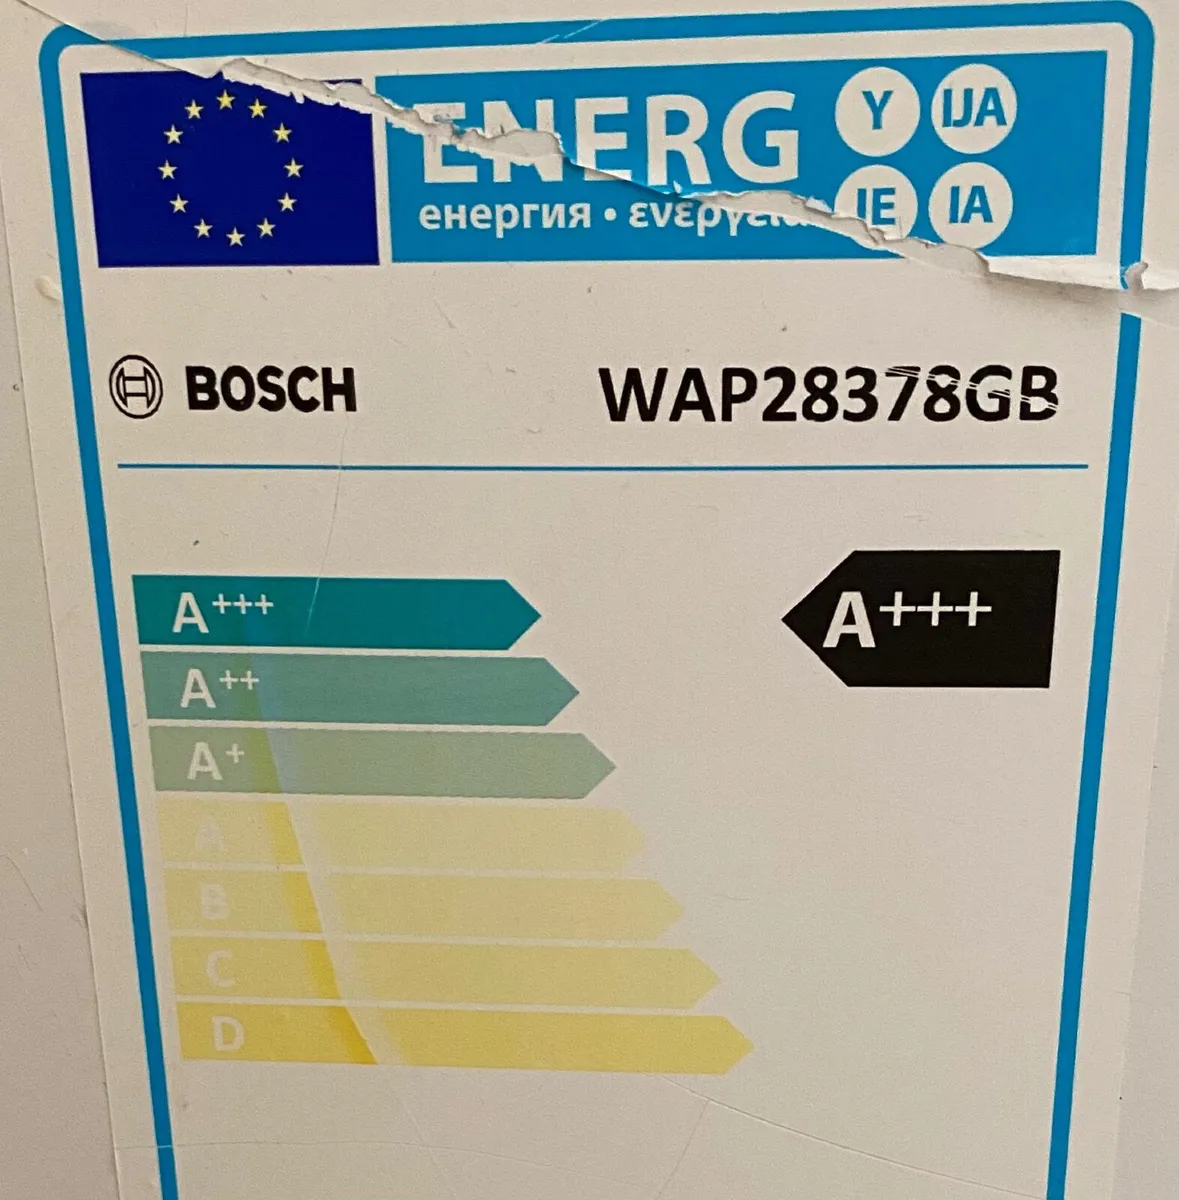 ENERG Y IJA
енергия • ενεργεια IE IA
BOSCH WAP28378GB
A+++ A+++
A++
A+
A
B
C
D